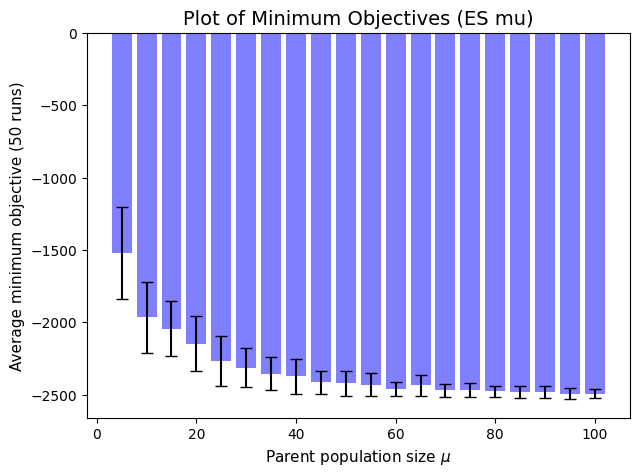 Plot of Minimum Objectives (ES mu)
0
−500
−1000
−1500
−2000
−2500
Average minimum objective (50 runs)
0 20 40 60 80 100
Parent population size μ